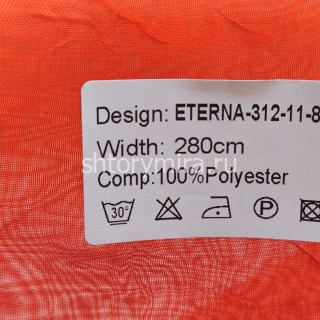 Design: ETERNA-312-11-8
Width: 280cm
shtorymira.ru
Comp:100%Polyester
30°
P